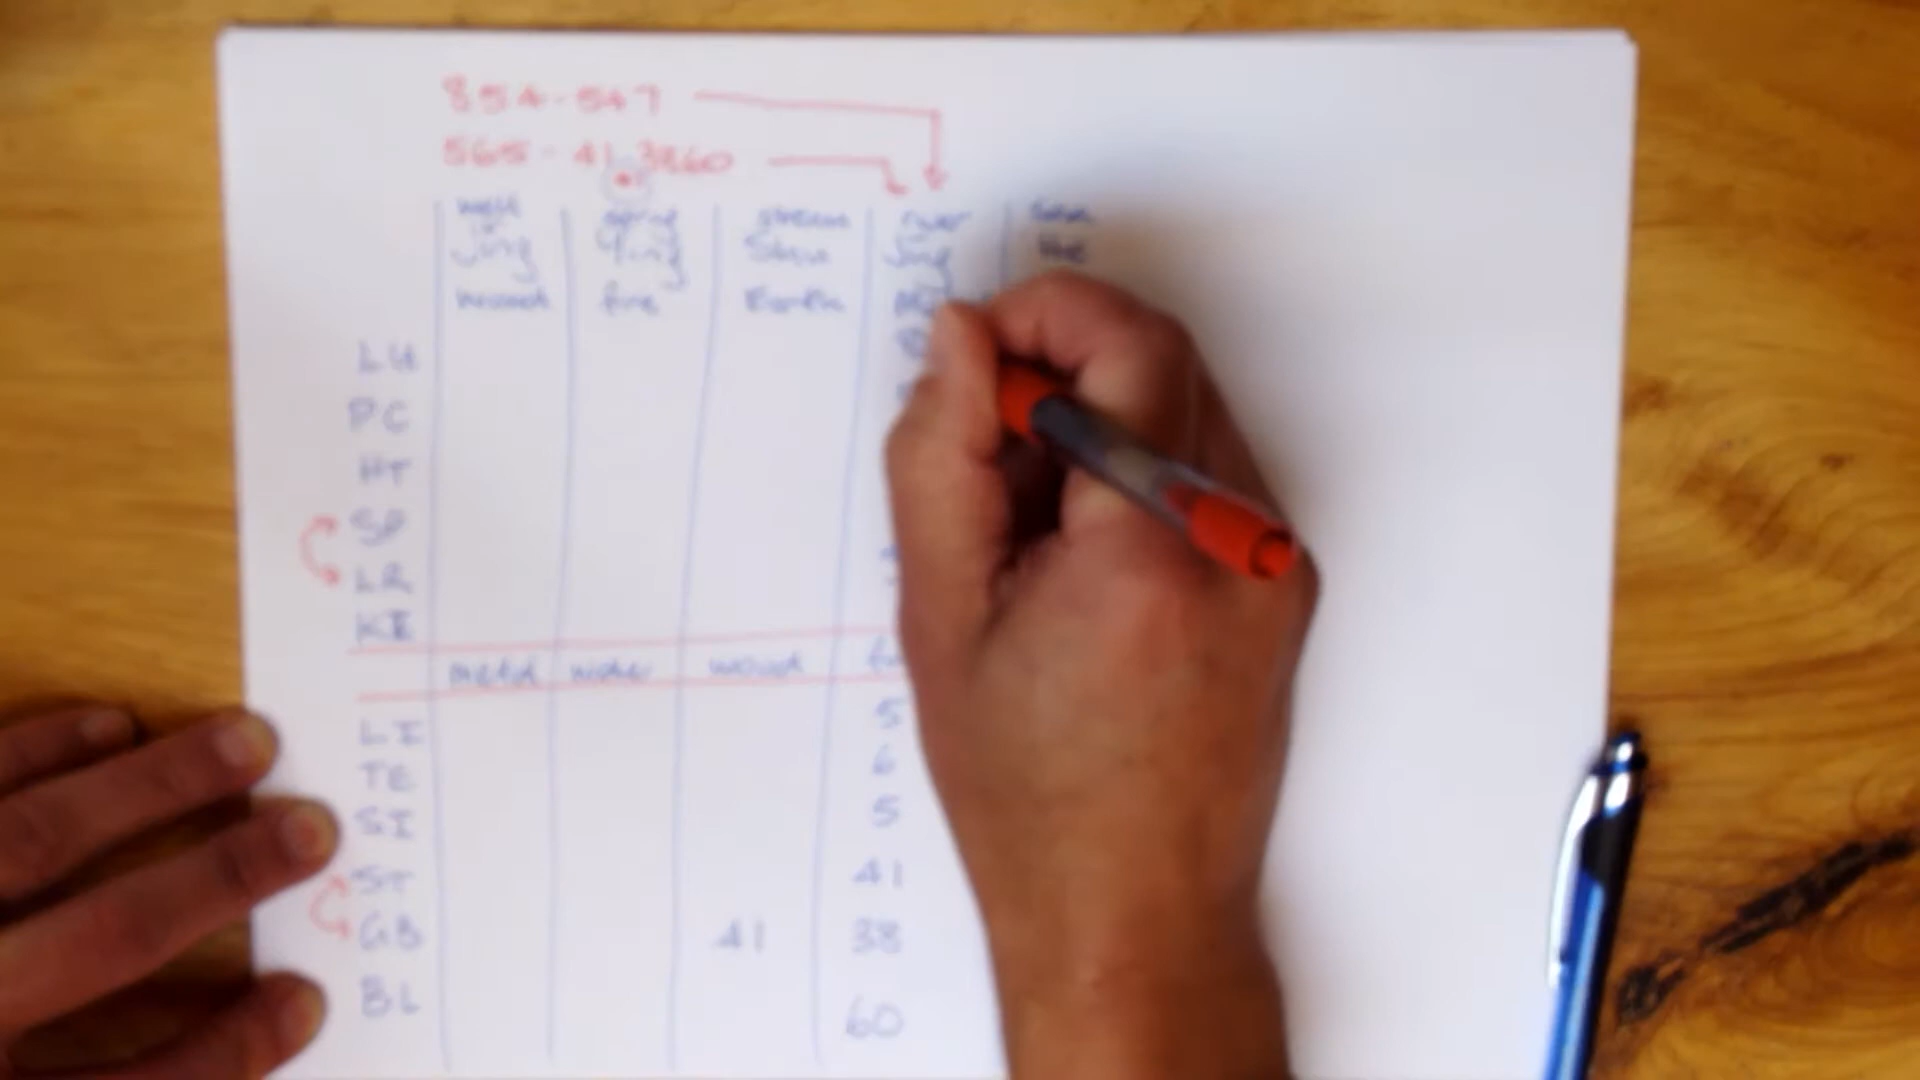 854-547
565-41 3860
well spring stream river sea
Jing Ying Shu Jing He
wood fire Earth
LU
PC
HT
SP
LR
KI
metal water wood
LI 5
TE 6
SI 5
ST 41
GB 41 38
BL 60